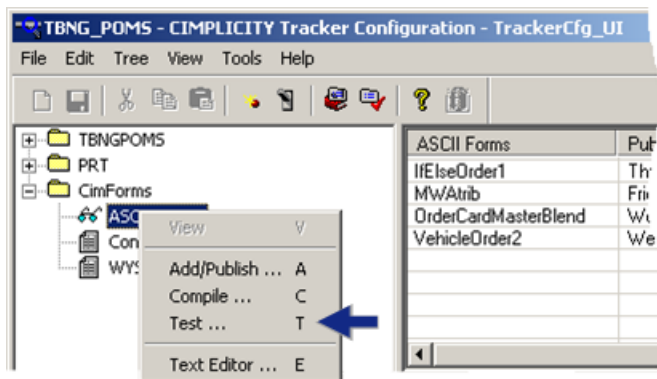 TBNG_POMS - CIMPLICITY Tracker Configuration - TrackerCfg_UI
File Edit Tree View Tools Help
TBNGPOMS
PRT
CimForms
ASC
Con
WYS
View V
Add/Publish ... A
Compile ... C
Test ... T
Text Editor ... E
ASCII Forms
IfElseOrder1
MWAtrib
OrderCardMasterBlend
VehicleOrder2 We